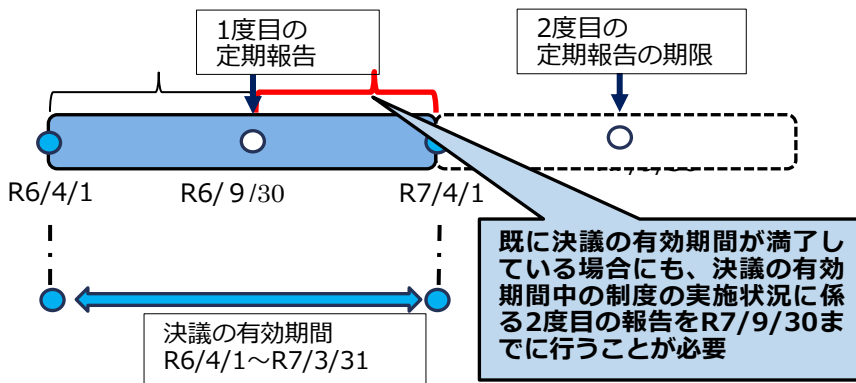 1度目の
定期報告
2度目の
定期報告の期限
R6/4/1
R6/９/30
R7/4/1
既に決議の有効期間が満了し
ている場合にも、決議の有効
期間中の制度の実施状況に係
る2度目の報告をR7/9/30ま
でに行うことが必要
決議の有効期間
R6/4/1～R7/3/31